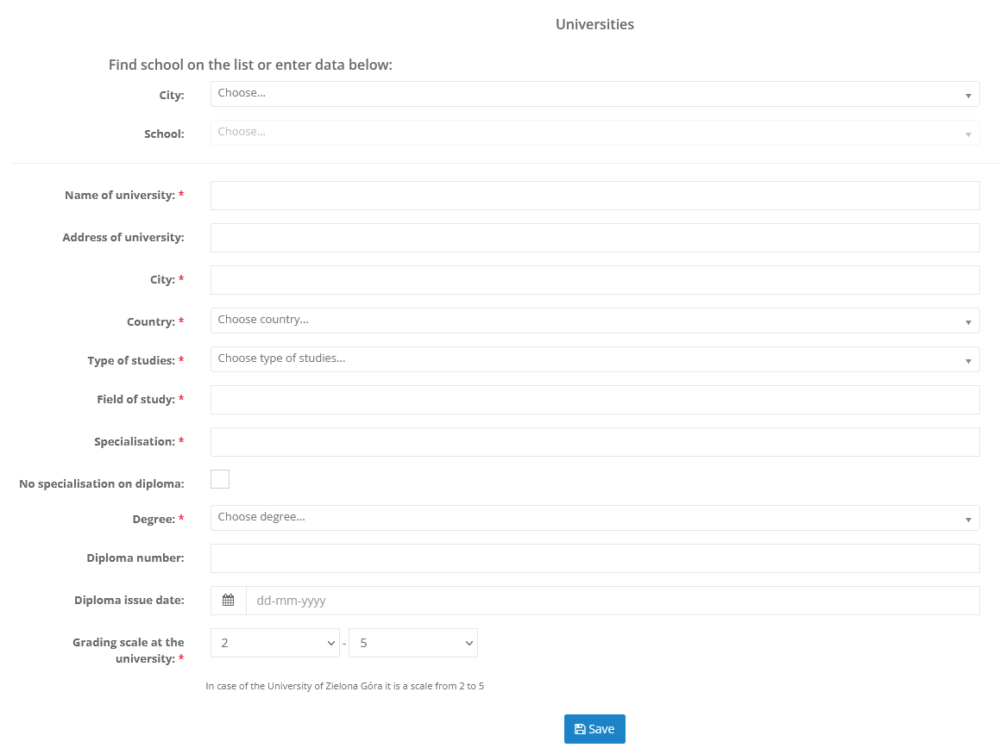 Universities
Find school on the list or enter data below:
City: Choose...
School: Choose...
Name of university: *
Address of university:
City: *
Country: * Choose country...
Type of studies: * Choose type of studies...
Field of study: *
Specialisation: *
No specialisation on diploma:
Degree: * Choose degree...
Diploma number:
Diploma issue date: dd-mm-yyyy
Grading scale at the
university: * 2 - 5
In case of the University of Zielona Góra it is a scale from 2 to 5
Save